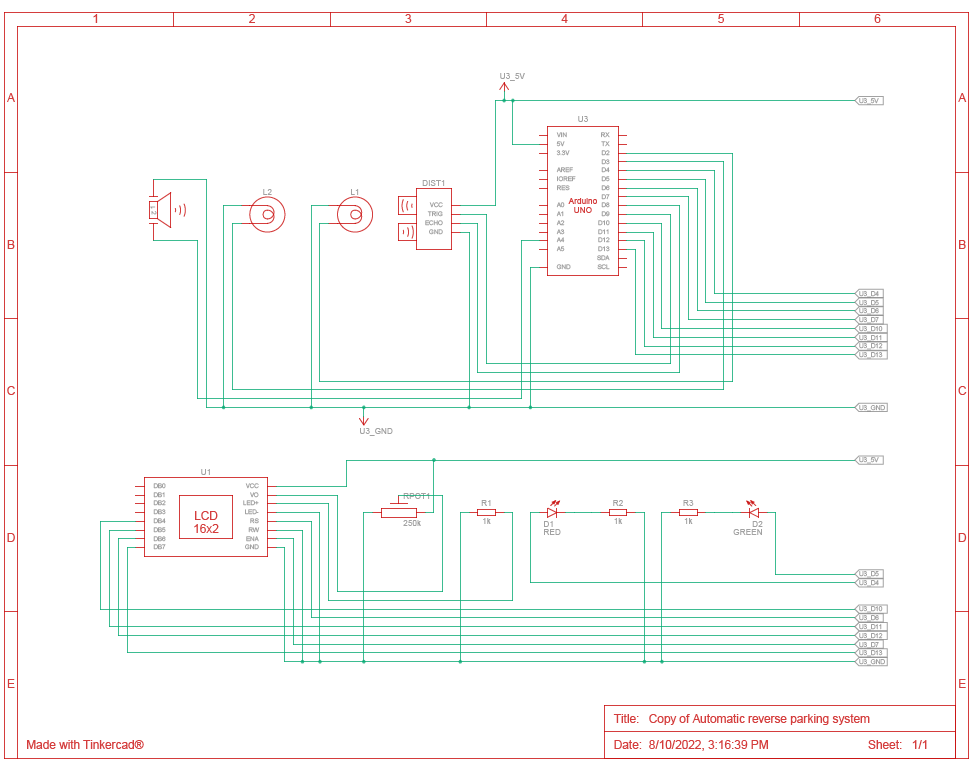 1 2 3 4 5 6
A A
U3_5V
U3_5V
U3
VIN RX
5V TX
3.3V D2
D3
AREF D4
IOREF D5
RES D6
D7
A0 D8
A1 D9
A2 D10
A3 D11
A4 D12
A5 D13
SDA
GND SCL
Arduino
UNO
L2
L1
DIST1
VCC
TRIG
ECHO
GND
B B
U3_D4
U3_D5
U3_D6
U3_D7
U3_D10
U3_D11
U3_D12
U3_D13
C C
U3_GND
U3_GND
U3_5V
U1
DB0 VCC
DB1 VO
DB2 LED+
DB3 LED-
DB4 RS
DB5 RW
DB6 ENA
DB7 GND
LCD
16x2
RPOT1
250k
R1
1k
D1
RED
R2
1k
R3
1k
D2
GREEN
D D
U3_D5
U3_D4
U3_D10
U3_D6
U3_D11
U3_D12
U3_D7
U3_D13
U3_GND
E E
Title: Copy of Automatic reverse parking system
Made with Tinkercad®
Date: 8/10/2022, 3:16:39 PM Sheet: 1/1